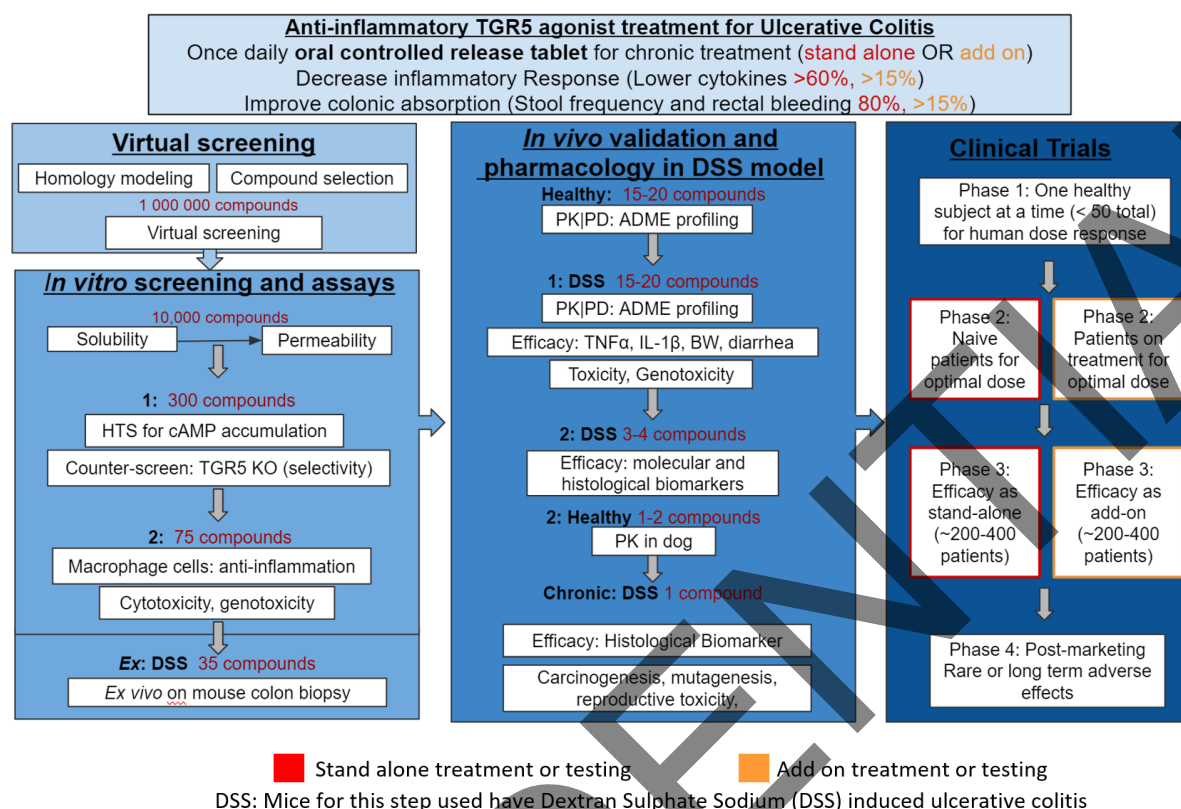 Anti-inflammatory TGR5 agonist treatment for Ulcerative Colitis
Once daily oral controlled release tablet for chronic treatment (stand alone OR add on)
Decrease inflammatory Response (Lower cytokines >60%, >15%)
Improve colonic absorption (Stool frequency and rectal bleeding 80%, >15%)
Virtual screening
Homology modeling
Compound selection
1 000 000 compounds
Virtual screening
In vitro screening and assays
10,000 compounds
Solubility
Permeability
1: 300 compounds
HTS for cAMP accumulation
Counter-screen: TGR5 KO (selectivity)
2: 75 compounds
Macrophage cells: anti-inflammation
Cytotoxicity, genotoxicity
Ex: DSS 35 compounds
Ex vivo on mouse colon biopsy
In vivo validation and
pharmacology in DSS model
Healthy: 15-20 compounds
PK|PD: ADME profiling
1: DSS 15-20 compounds
PK|PD: ADME profiling
Efficacy: TNFα, IL-1β, BW, diarrhea
Toxicity, Genotoxicity
2: DSS 3-4 compounds
Efficacy: molecular and
histological biomarkers
2: Healthy 1-2 compounds
PK in dog
Chronic: DSS 1 compound
Efficacy: Histological Biomarker
Carcinogenesis, mutagenesis,
reproductive toxicity,
Clinical Trials
Phase 1: One healthy
subject at a time (< 50 total)
for human dose response
Phase 2:
Naive
patients for
optimal dose
Phase 2:
Patients on
treatment for
optimal dose
Phase 3:
Efficacy as
stand-alone
(~200-400
patients)
Phase 3:
Efficacy as
add-on
(~200-400
patients)
Phase 4: Post-marketing
Rare or long term adverse
effects
Stand alone treatment or testing
Add on treatment or testing
DSS: Mice for this step used have Dextran Sulphate Sodium (DSS) induced ulcerative colitis